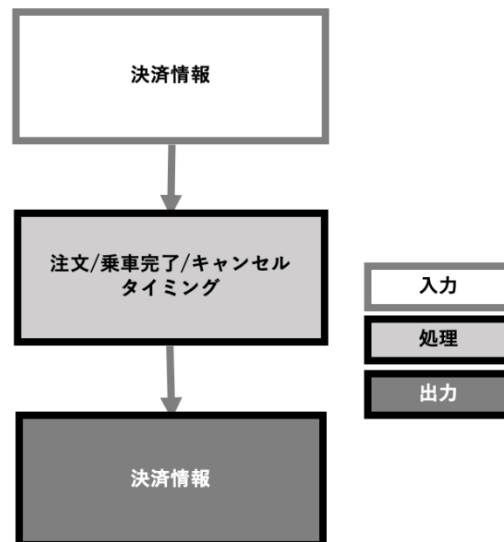 決済情報
注文/乗車完了/キャンセル
タイミング
入力
処理
出力
決済情報